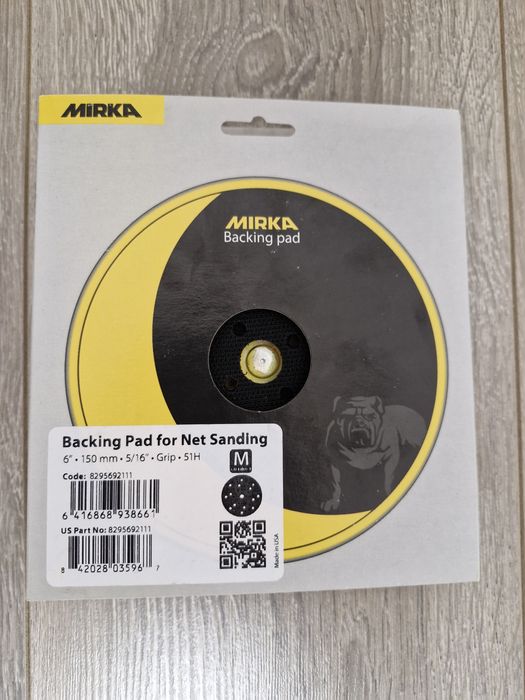 MIRKA
MIRKA
Backing pad
Backing Pad for Net Sanding
6" • 150 mm • 5/16" • Grip • 51H
Code: 8295692111
M
6 416868 938661
US Part No: 8295692111
8 42028 03596 7
Made in USA